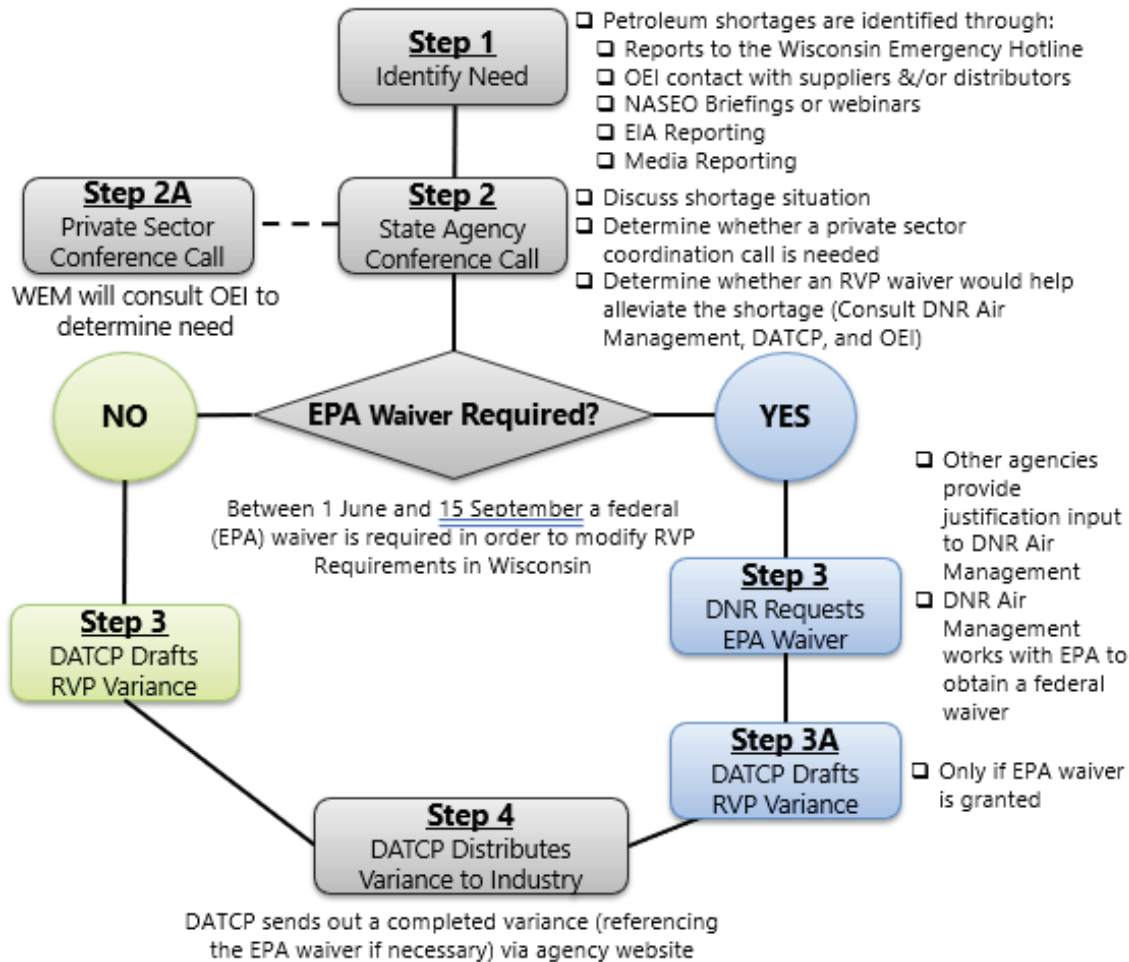 Step 1
Identify Need
❑ Petroleum shortages are identified through:
❑ Reports to the Wisconsin Emergency Hotline
❑ OEI contact with suppliers &/or distributors
❑ NASEO Briefings or webinars
❑ EIA Reporting
❑ Media Reporting
Step 2A
Private Sector
Conference Call
WEM will consult OEI to
determine need
Step 2
State Agency
Conference Call
❑ Discuss shortage situation
❑ Determine whether a private sector
coordination call is needed
❑ Determine whether an RVP waiver would help
alleviate the shortage (Consult DNR Air
Management, DATCP, and OEI)
NO
EPA Waiver Required?
YES
Between 1 June and 15 September a federal
(EPA) waiver is required in order to modify RVP
Requirements in Wisconsin
❑ Other agencies
provide
justification input
to DNR Air
Management
❑ DNR Air
Management
works with EPA to
obtain a federal
waiver
Step 3
DNR Requests
EPA Waiver
Step 3
DATCP Drafts
RVP Variance
Step 3A
DATCP Drafts
RVP Variance
❑ Only if EPA waiver
is granted
Step 4
DATCP Distributes
Variance to Industry
DATCP sends out a completed variance (referencing
the EPA waiver if necessary) via agency website